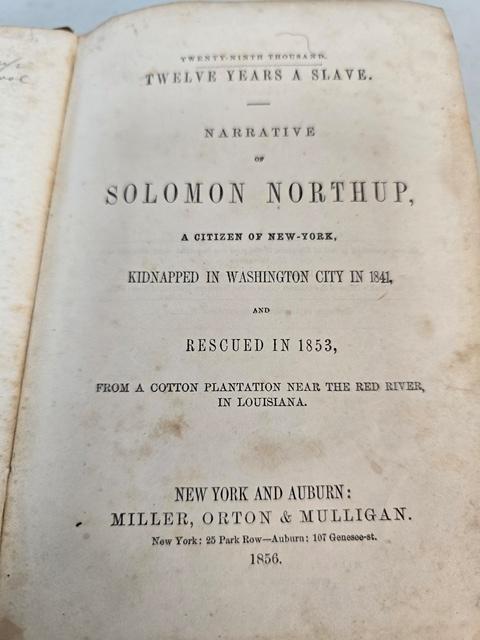 TWENTY-NINTH THOUSAND.
TWELVE YEARS A SLAVE.
NARRATIVE
OF
SOLOMON NORTHUP,
A CITIZEN OF NEW-YORK,
KIDNAPPED IN WASHINGTON CITY IN 1841,
AND
RESCUED IN 1853,
FROM A COTTON PLANTATION NEAR THE RED RIVER,
IN LOUISIANA.
NEW YORK AND AUBURN:
MILLER, ORTON & MULLIGAN.
New York: 25 Park Row—Auburn: 107 Genesee-st.
1856.